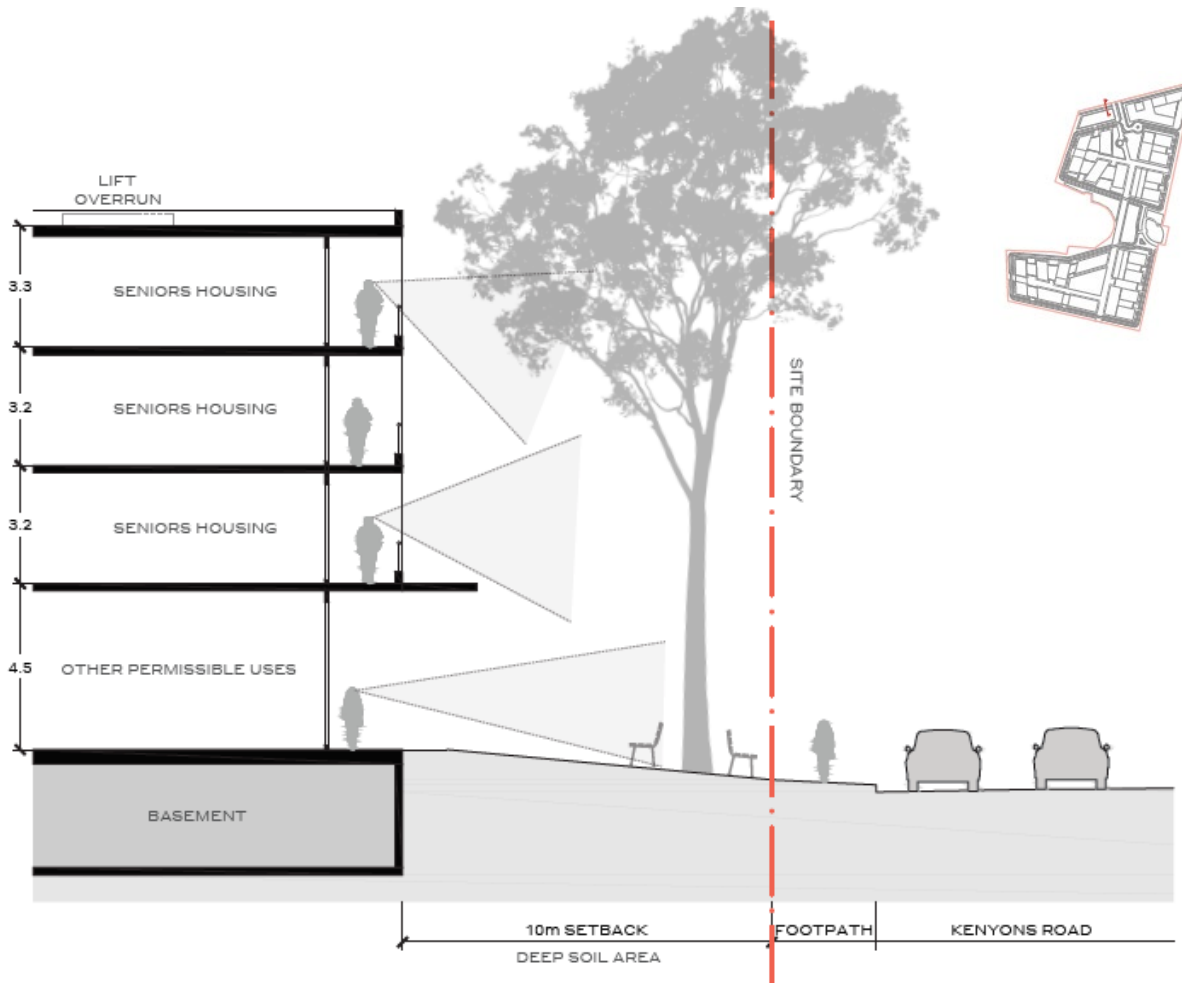 LIFT
OVERRUN
3.3
SENIORS HOUSING
3.2
SENIORS HOUSING
3.2
SENIORS HOUSING
4.5
OTHER PERMISSIBLE USES
BASEMENT
SITE BOUNDARY
10m SETBACK
FOOTPATH
KENYONS ROAD
DEEP SOIL AREA